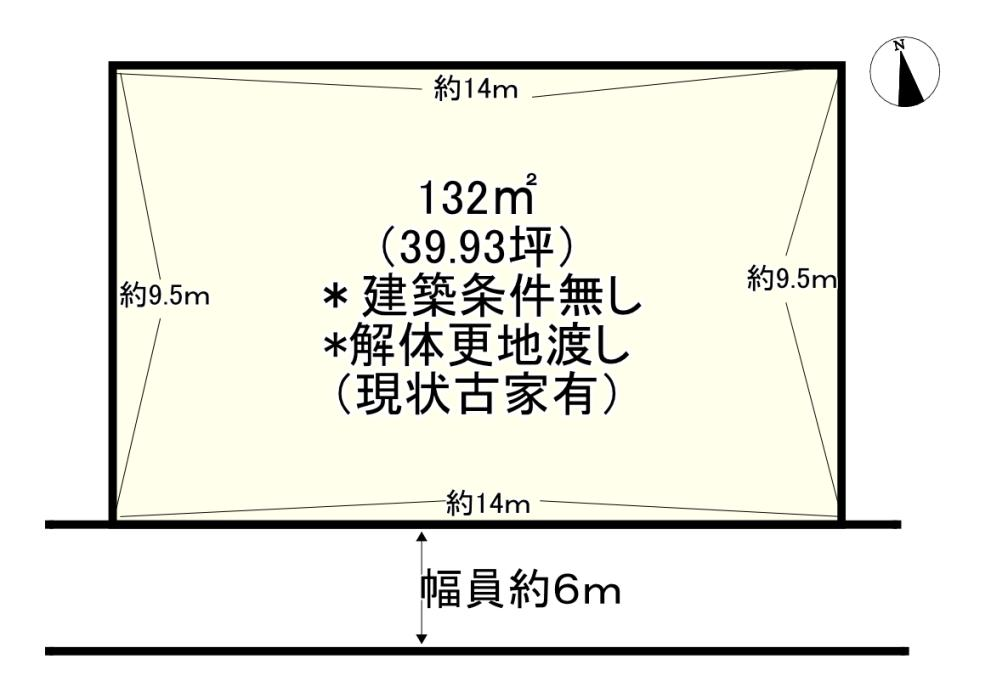 N
約14m
132㎡
（39.93坪）
＊建築条件無し
*解体更地渡し
（現状古家有）
約9.5m
約9.5m
約14m
幅員約6m